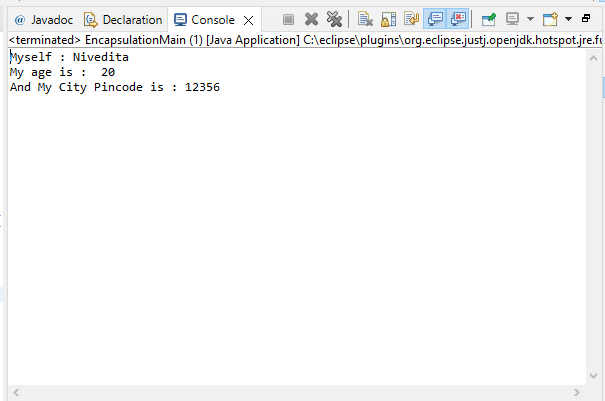 @ Javadoc Declaration Console
<terminated> EncapsulationMain (1) [Java Application] C:\eclipse\plugins\org.eclipse.justj.openjdk.hotspot.jre.fu
Myself : Nivedita
My age is :  20
And My City Pincode is : 12356